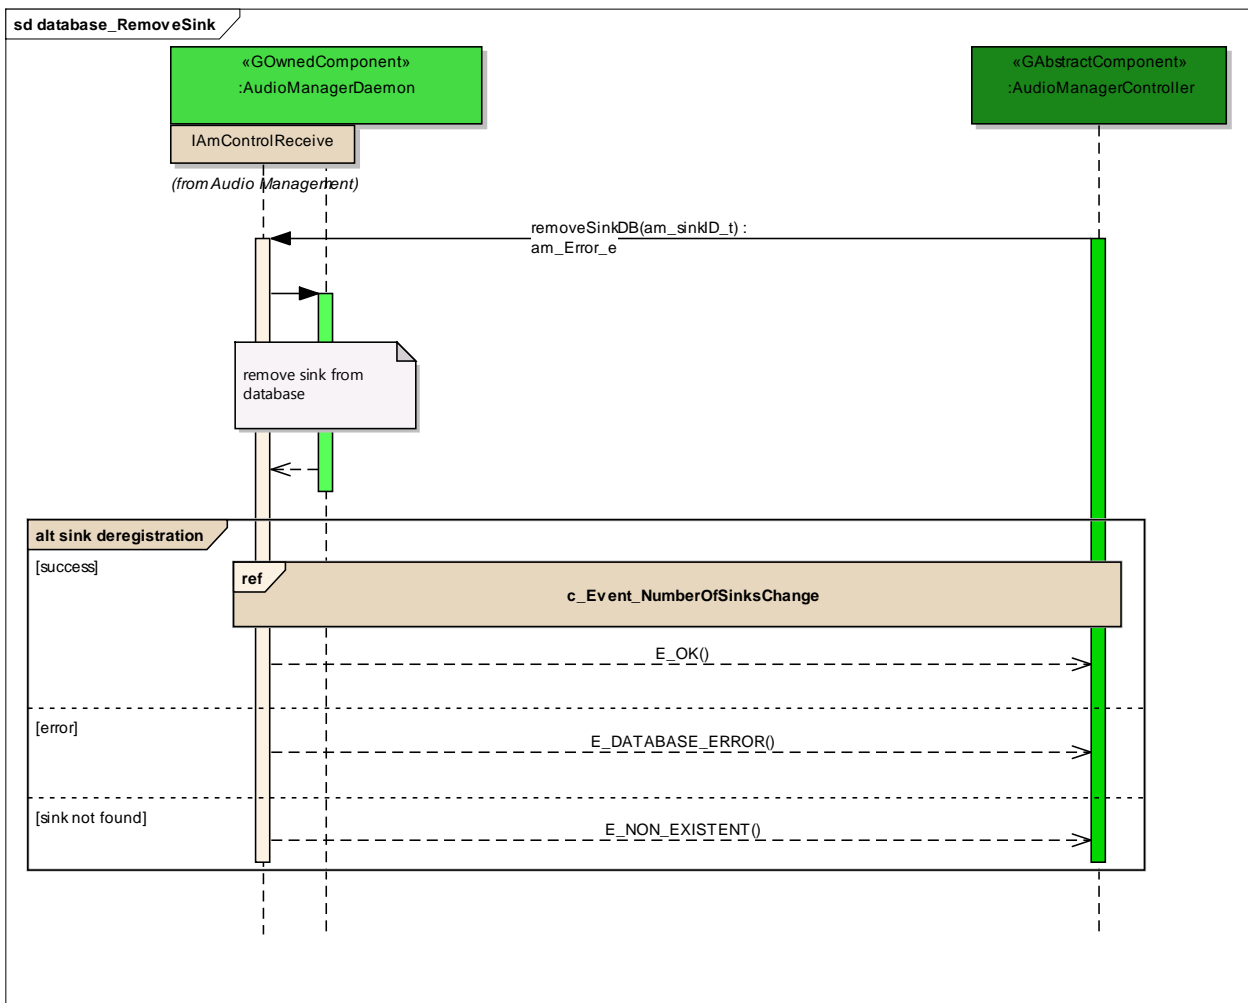 sd database_RemoveSink
«GOwnedComponent»
:AudioManagerDaemon
«GAbstractComponent»
:AudioManagerController
IAmControlReceive
(from Audio Management)
removeSinkDB(am_sinkID_t) :
am_Error_e
remove sink from
database
alt sink deregistration
[success]
ref
c_Event_NumberOfSinksChange
E_OK()
[error]
E_DATABASE_ERROR()
[sink not found]
E_NON_EXISTENT()